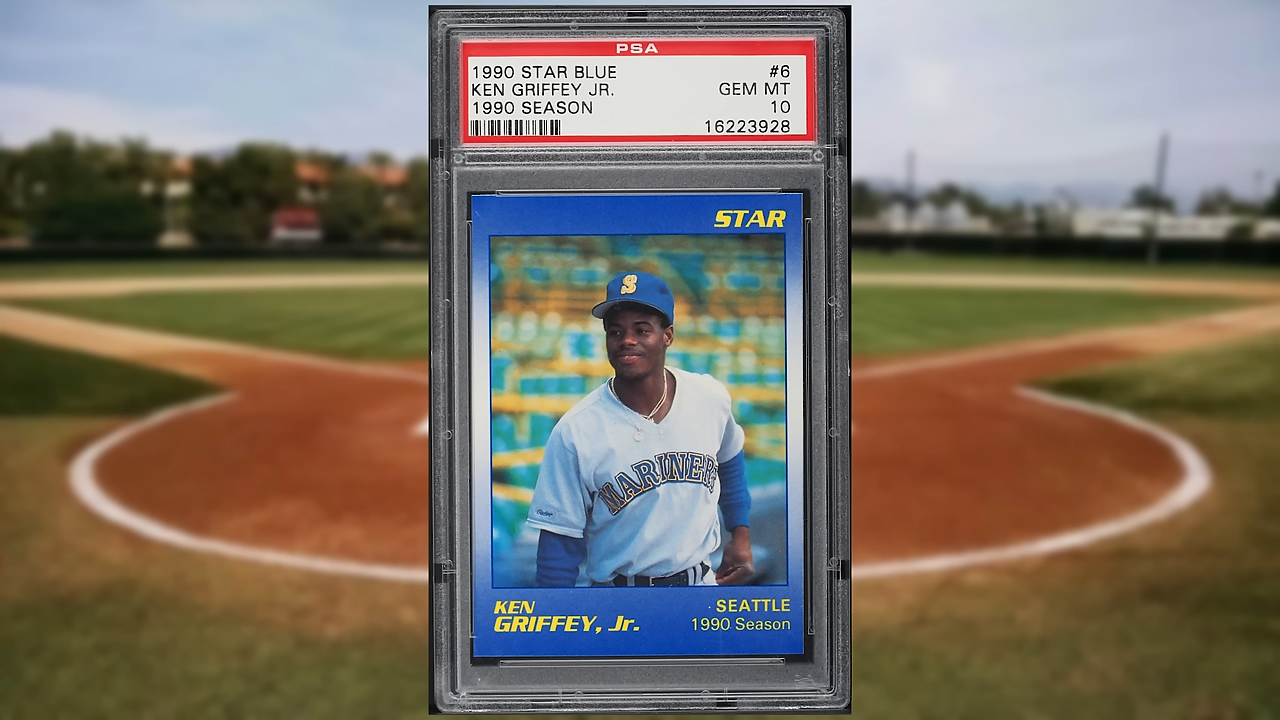 PSA
1990 STAR BLUE #6
KEN GRIFFEY JR. GEM MT
1990 SEASON 10
16223928
STAR
S
MARINERS
KEN
GRIFFEY, Jr.
SEATTLE
1990 Season